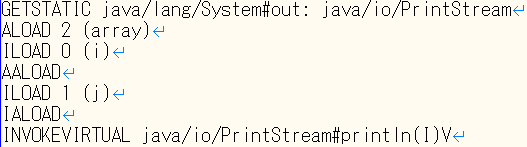 GETSTATIC java/lang/System#out: java/io/PrintStream
ALOAD 2 (array)
ILOAD 0 (i)
AALOAD
ILOAD 1 (j)
IALOAD
INVOKEVIRTUAL java/io/PrintStream#println(I)V